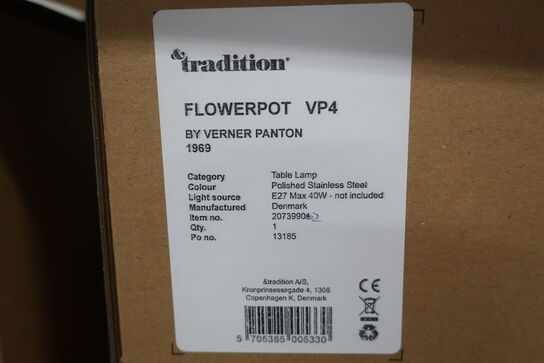 &tradition®
FLOWERPOT VP4
BY VERNER PANTON
1969
Category Table Lamp
Colour Polished Stainless Steel
Light source E27 Max 40W - not included
Manufactured Denmark
Item no. 2073990
Qty. 1
Po no. 13185
&tradition A/S,
Kronprinsessegade 4, 1306
Copenhagen K, Denmark
CE
5 705385 005330